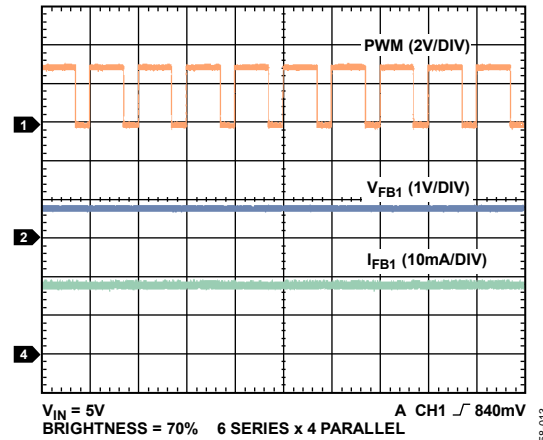 PWM (2V/DIV)
1
VFB1 (1V/DIV)
2
IFB1 (10mA/DIV)
4
VIN = 5V A CH1 840mV
BRIGHTNESS = 70% 6 SERIES x 4 PARALLEL